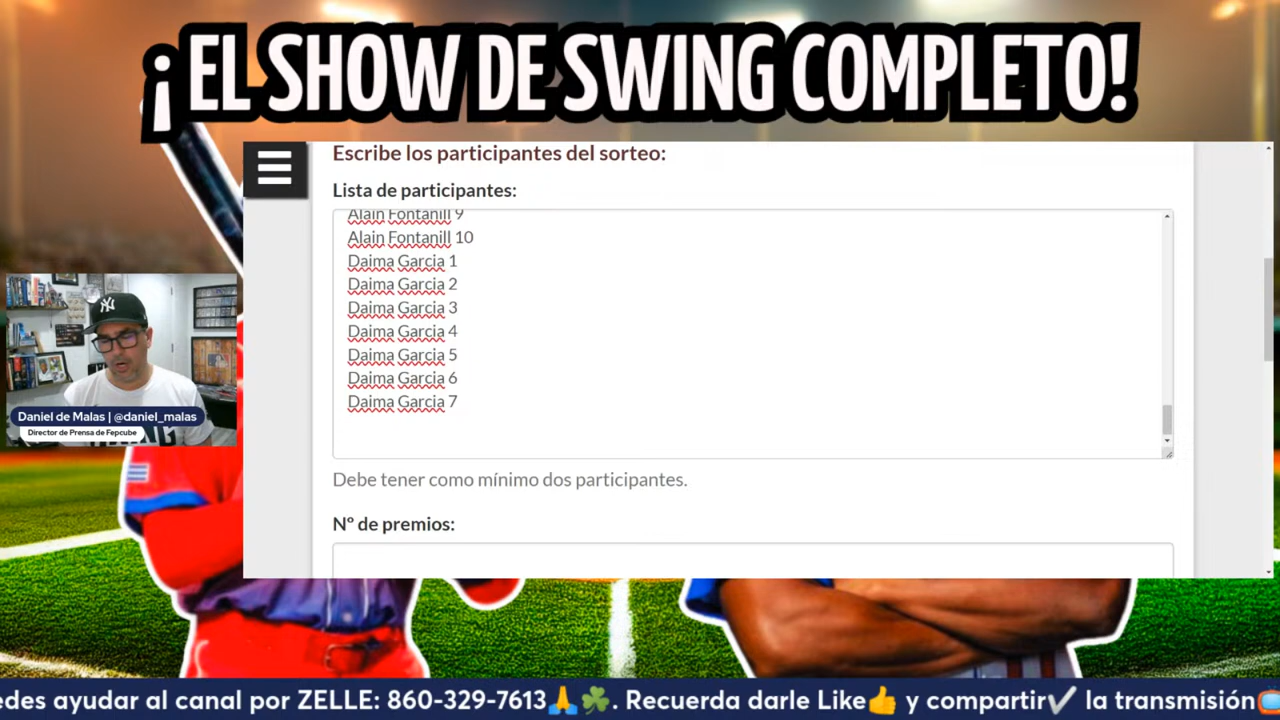 ¡EL SHOW DE SWING COMPLETO!
Escribe los participantes del sorteo:
Lista de participantes:
Alain Fontanill 9
Alain Fontanill 10
Daima Garcia 1
Daima Garcia 2
Daima Garcia 3
Daima Garcia 4
Daima Garcia 5
Daima Garcia 6
Daima Garcia 7
Debe tener como mínimo dos participantes.
Nº de premios:
Daniel de Malas | @daniel_malas
Director de Prensa de Fepcube
edes ayudar al canal por ZELLE: 860-329-7613🙏☘️. Recuerda darle Like👍 y compartir✔️ la transmisión